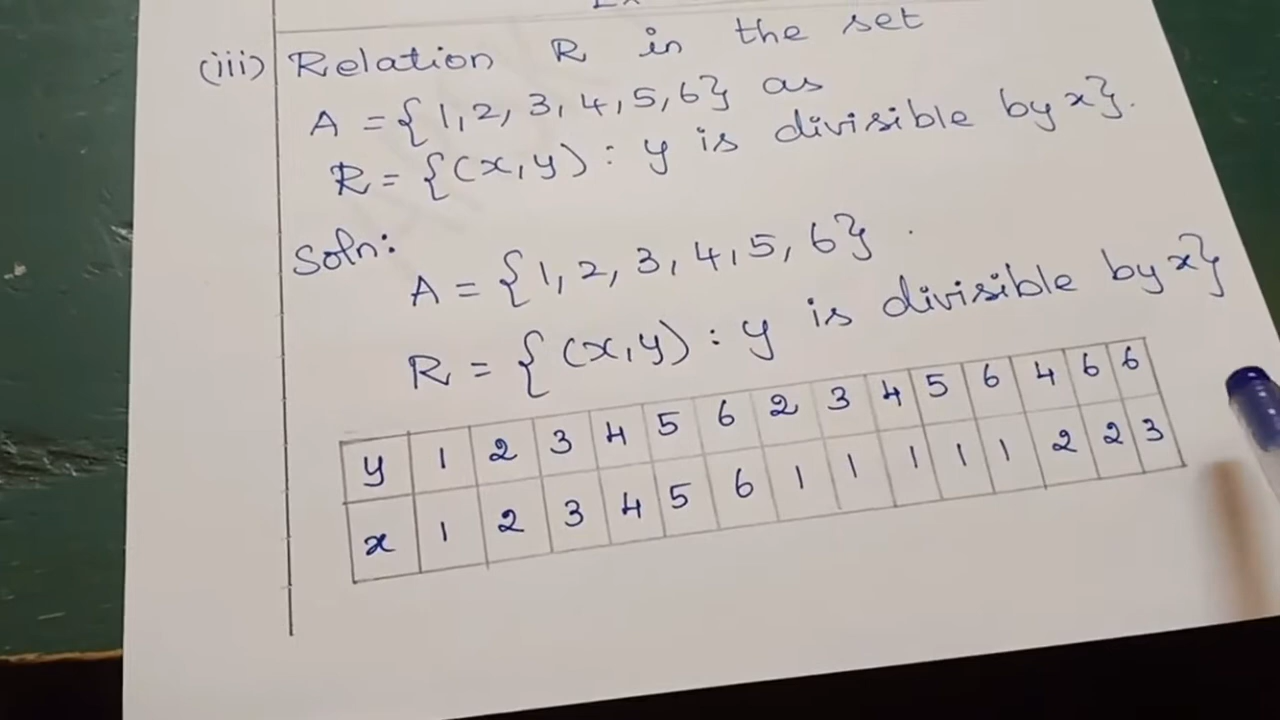 (iii) Relation R in the set
A = {1, 2, 3, 4, 5, 6} as
R = {(x, y) : y is divisible by x}.
Soln:
A = {1, 2, 3, 4, 5, 6}.
R = {(x, y) : y is divisible by x}
y 1 2 3 4 5 6 2 3 4 5 6 4 6 6
x 1 2 3 4 5 6 1 1 1 1 1 2 2 3